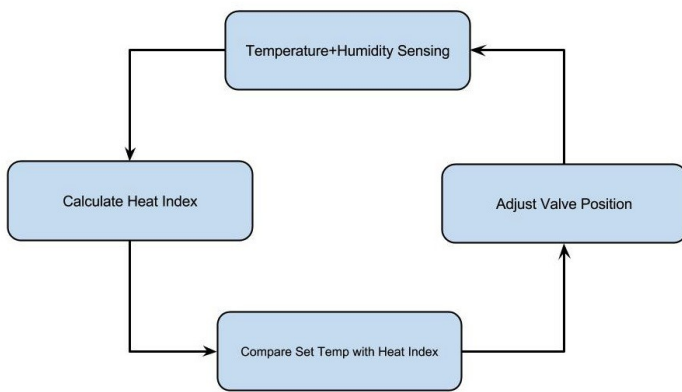 Temperature+Humidity Sensing
Calculate Heat Index
Adjust Valve Position
Compare Set Temp with Heat Index